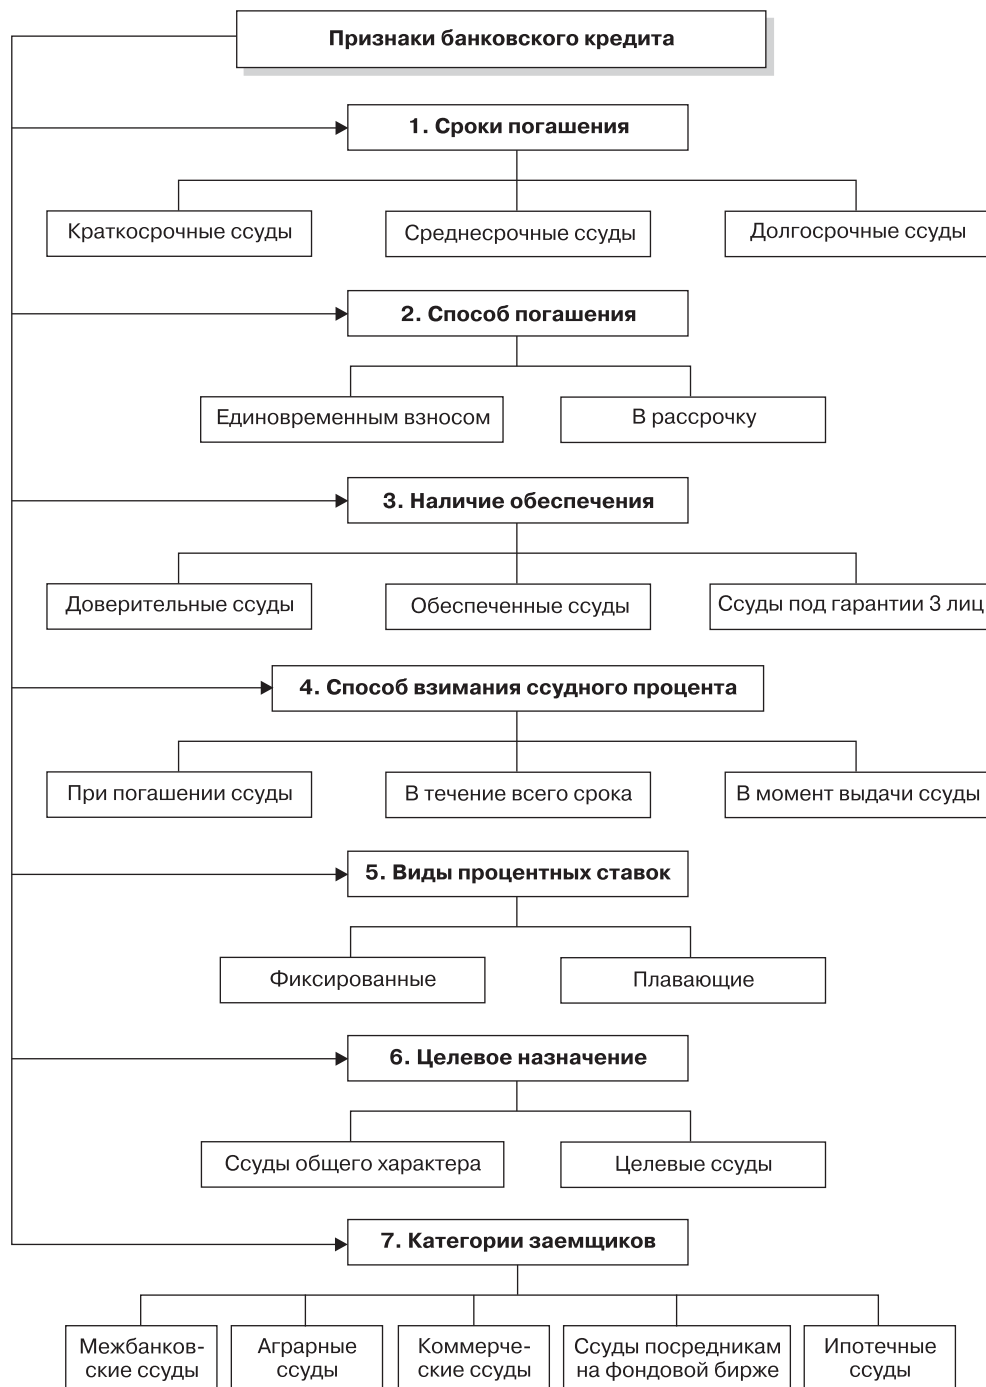 Признаки банковского кредита
1. Сроки погашения
Краткосрочные ссуды
Среднесрочные ссуды
Долгосрочные ссуды
2. Способ погашения
Единовременным взносом
В рассрочку
3. Наличие обеспечения
Доверительные ссуды
Обеспеченные ссуды
Ссуды под гарантии 3 лиц
4. Способ взимания ссудного процента
При погашении ссуды
В течение всего срока
В момент выдачи ссуды
5. Виды процентных ставок
Фиксированные
Плавающие
6. Целевое назначение
Ссуды общего характера
Целевые ссуды
7. Категории заемщиков
Межбанков-
ские ссуды
Аграрные
ссуды
Коммерче-
ские ссуды
Ссуды посредникам
на фондовой бирже
Ипотечные
ссуды